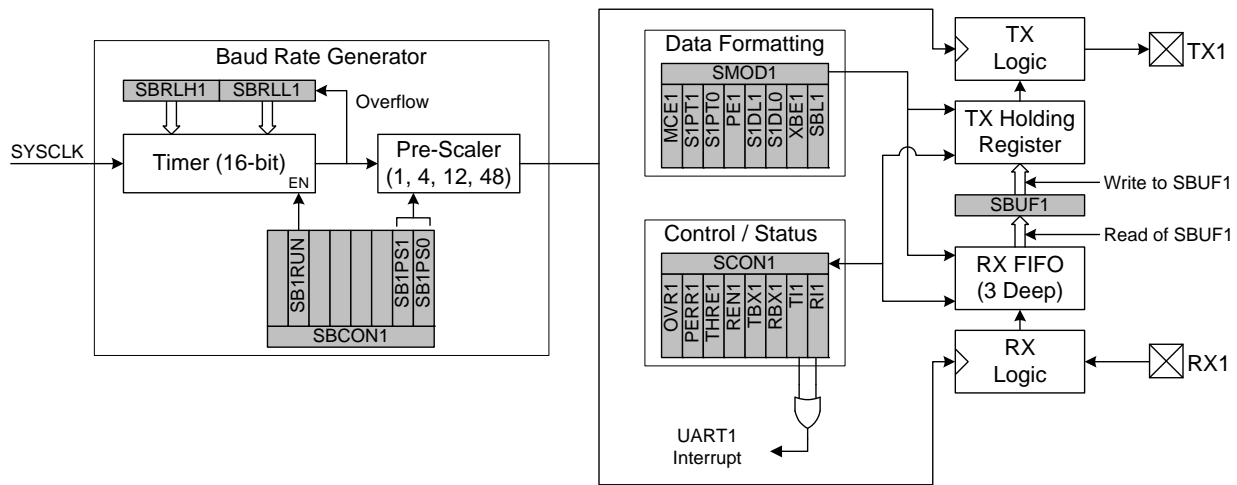 Baud Rate Generator
SBRLH1 SBRLL1
Overflow
SYSCLK
Timer (16-bit)
EN
Pre-Scaler
(1, 4, 12, 48)
SB1RUN
SB1PS1
SB1PS0
SBCON1
Data Formatting
SMOD1
MCE1
S1PT1
S1PT0
PE1
S1DL1
S1DL0
XBE1
SBL1
Control / Status
SCON1
OVR1
PERR1
THRE1
REN1
TBX1
RBX1
TI1
RI1
UART1
Interrupt
TX
Logic
TX1
TX Holding
Register
Write to SBUF1
SBUF1
Read of SBUF1
RX FIFO
(3 Deep)
RX
Logic
RX1